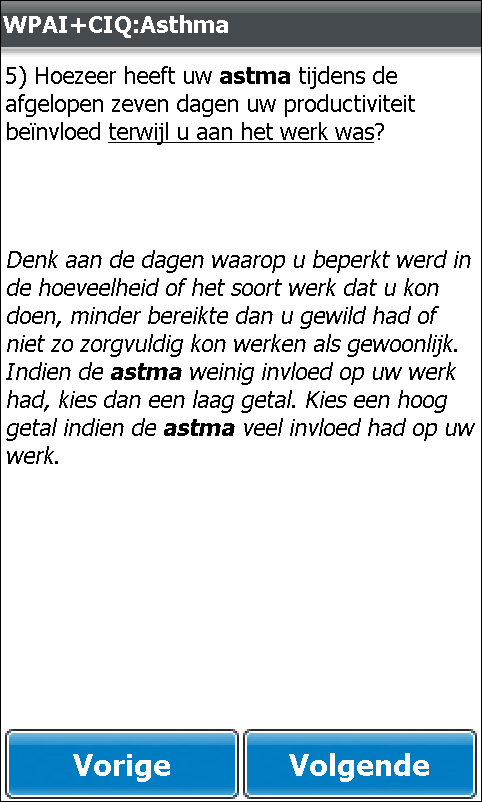 WPAI+CIQ:Asthma
5) Hoezeer heeft uw astma tijdens de
afgelopen zeven dagen uw productiviteit
beïnvloed terwijl u aan het werk was?
Denk aan de dagen waarop u beperkt werd in
de hoeveelheid of het soort werk dat u kon
doen, minder bereikte dan u gewild had of
niet zo zorgvuldig kon werken als gewoonlijk.
Indien de astma weinig invloed op uw werk
had, kies dan een laag getal. Kies een hoog
getal indien de astma veel invloed had op uw
werk.
Vorige Volgende